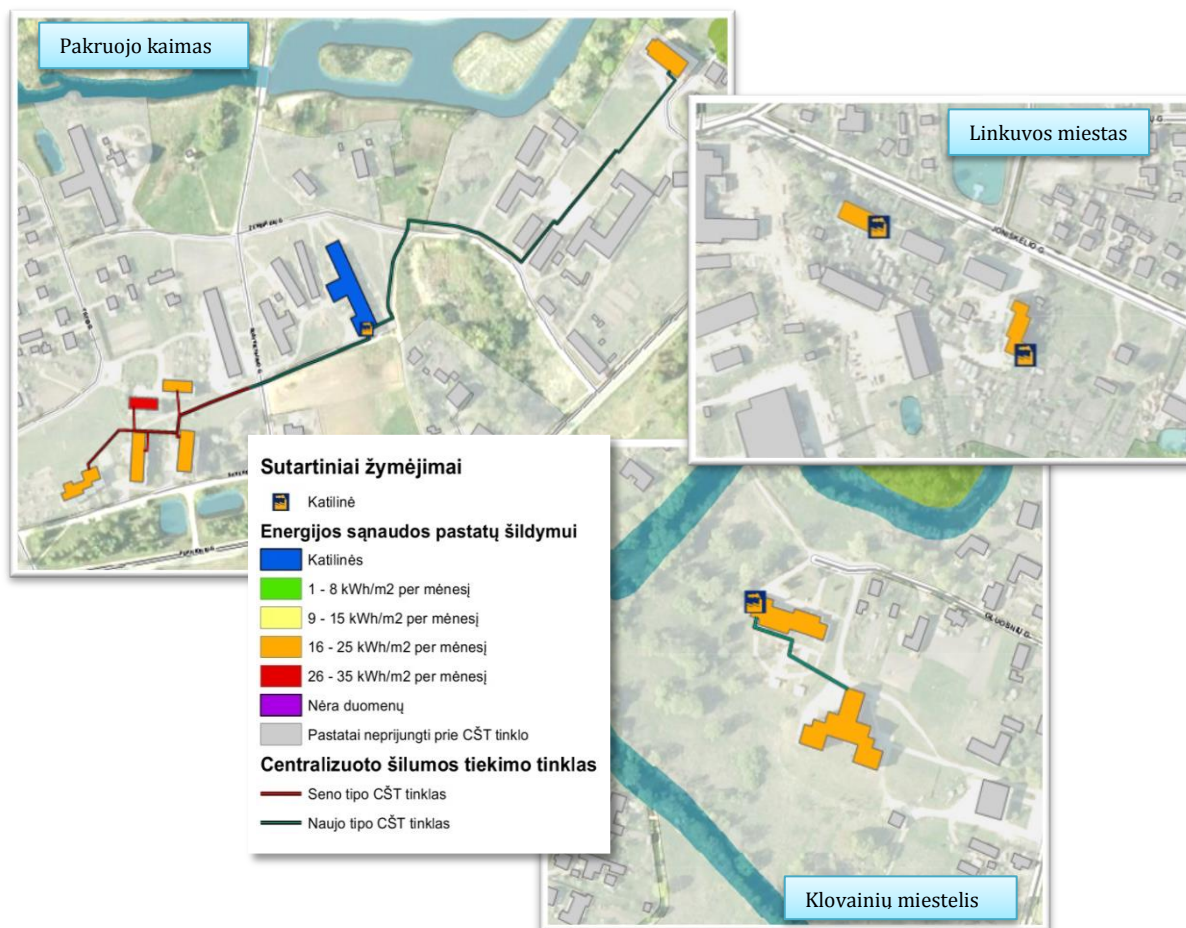 Pakruojo kaimas
Linkuvos miestas
JONIŠKĖLIO G.
Sutartiniai žymėjimai
Katilinė
Energijos sąnaudos pastatų šildymui
Katilinės
1 - 8 kWh/m2 per mėnesį
9 - 15 kWh/m2 per mėnesį
16 - 25 kWh/m2 per mėnesį
26 - 35 kWh/m2 per mėnesį
Nėra duomenų
Pastatai neprijungti prie CŠT tinklo
Centralizuoto šilumos tiekimo tinklas
Seno tipo CŠT tinklas
Naujo tipo CŠT tinklas
GLUOSNIŲ G.
Klovainių miestelis